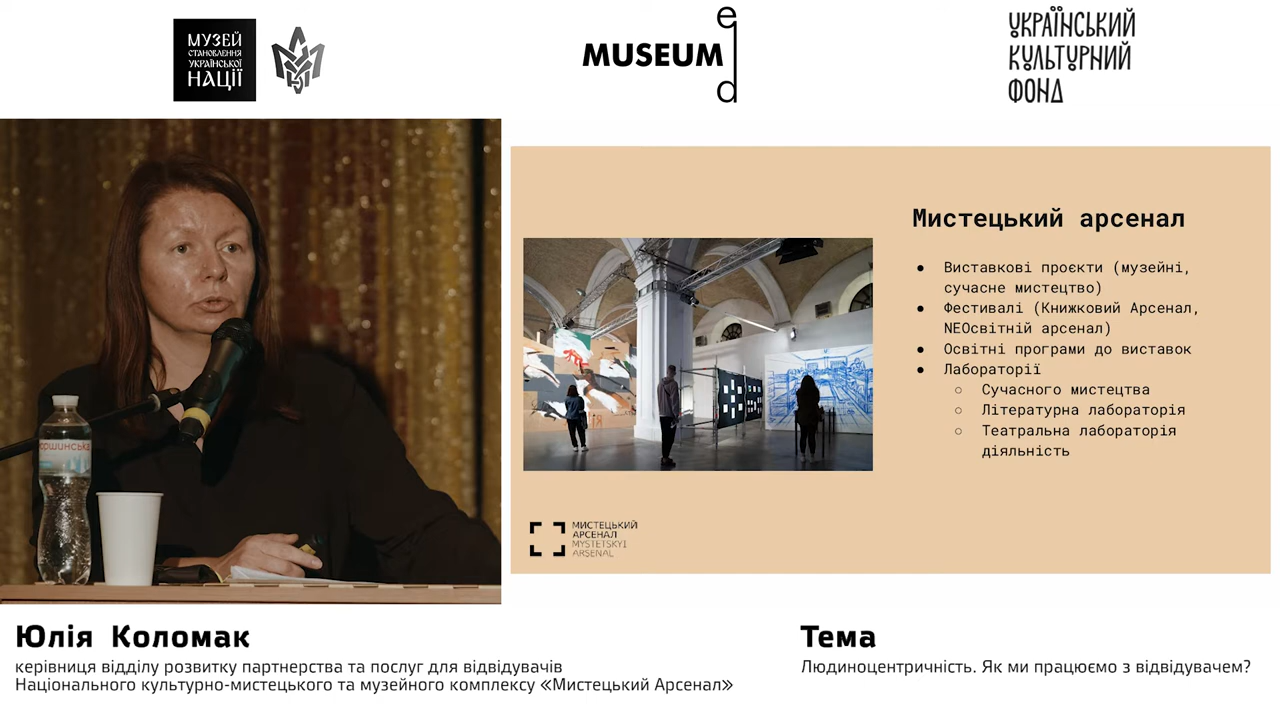 МУЗЕЙ
СТАНОВЛЕННЯ
УКРАЇНСЬКОЇ
НАЦІЇ
MUSEUM ed
УКРАЇНСЬКИЙ
КУЛЬТУРНИЙ
ФОНД
Мистецький арсенал
● Виставкові проєкти (музейні,
сучасне мистецтво)
● Фестивалі (Книжковий Арсенал,
NEОсвітній арсенал)
● Освітні програми до виставок
● Лабораторії
○ Сучасного мистецтва
○ Літературна лабораторія
○ Театральна лабораторія
діяльність
МИСТЕЦЬКИЙ
АРСЕНАЛ
MYSTETSKYI
ARSENAL
Юлія Коломак
керівниця відділу розвитку партнерства та послуг для відвідувачів
Національного культурно-мистецького та музейного комплексу «Мистецький Арсенал»
Тема
Людиноцентричність. Як ми працюємо з відвідувачем?